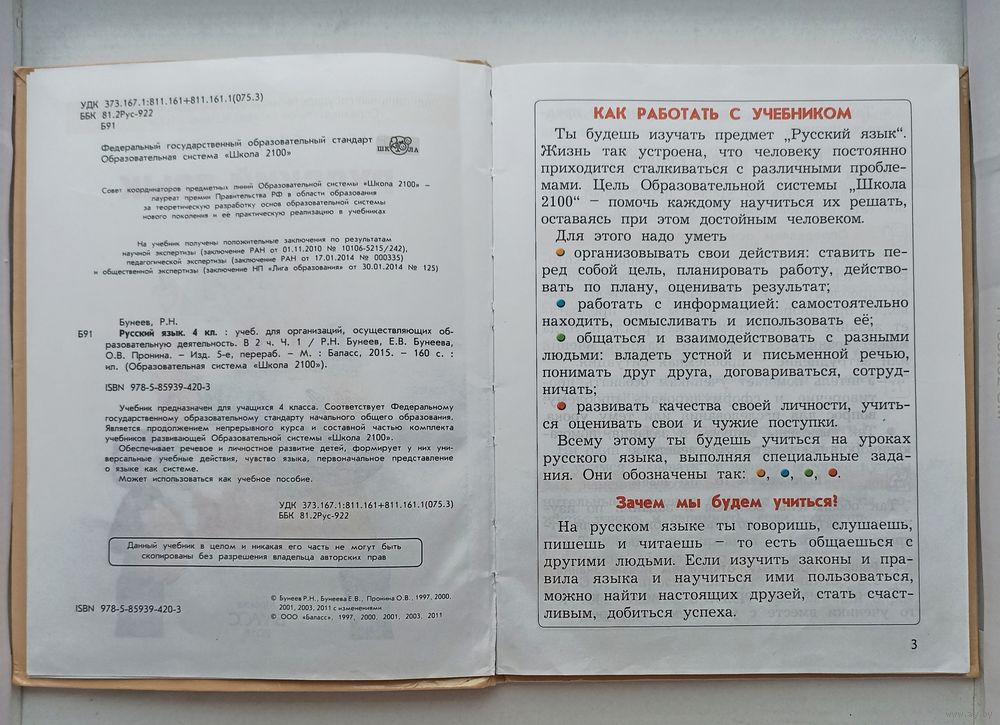 УДК 373.167.1:811.161+811.161.1(075.3)
ББК 81.2Рус-922
Б91
Федеральный государственный образовательный стандарт
Образовательная система «Школа 2100»
ШКОЛА
Совет координаторов предметных линий Образовательной системы «Школа 2100» –
лауреат премии Правительства РФ в области образования
за теоретическую разработку основ образовательной системы
нового поколения и её практическую реализацию в учебниках
На учебник получены положительные заключения по результатам
научной экспертизы (заключение РАН от 01.11.2010 № 10106-5215/242),
педагогической экспертизы (заключение РАН от 17.01.2014 № 000335)
и общественной экспертизы (заключение НП «Лига образования» от 30.01.2014 № 125)
Бунеев, Р.Н.
Б91 Русский язык. 4 кл. : учеб. для организаций, осуществляющих об-
разовательную деятельность. В 2 ч. Ч. 1 / Р.Н. Бунеев, Е.В. Бунеева,
О.В. Пронина. – Изд. 5-е, перераб. – М. : Баласс, 2015. – 160 с. :
ил. (Образовательная система «Школа 2100»).
ISBN 978-5-85939-420-3
Учебник предназначен для учащихся 4 класса. Соответствует Федеральному
государственному образовательному стандарту начального общего образования.
Является продолжением непрерывного курса и составной частью комплекта
учебников развивающей Образовательной системы «Школа 2100».
Обеспечивает речевое и личностное развитие детей, формирует у них уни-
версальные учебные действия, чувство языка, первоначальное представление
о языке как системе.
Может использоваться как учебное пособие.
УДК 373.167.1:811.161+811.161.1(075.3)
ББК 81.2Рус-922
Данный учебник в целом и никакая его часть не могут быть
скопированы без разрешения владельца авторских прав
ISBN 978-5-85939-420-3
© Бунеев Р.Н., Бунеева Е.В., Пронина О.В., 1997, 2000,
2001, 2003, 2011 с изменениями
© ООО «Баласс», 1997, 2000, 2001, 2003, 2011
КАК РАБОТАТЬ С УЧЕБНИКОМ
Ты будешь изучать предмет „Русский язык“.
Жизнь так устроена, что человеку постоянно
приходится сталкиваться с различными пробле-
мами. Цель Образовательной системы „Школа
2100“ – помочь каждому научиться их решать,
оставаясь при этом достойным человеком.
Для этого надо уметь
● организовывать свои действия: ставить пе-
ред собой цель, планировать работу, действо-
вать по плану, оценивать результат;
● работать с информацией: самостоятельно
находить, осмысливать и использовать её;
● общаться и взаимодействовать с разными
людьми: владеть устной и письменной речью,
понимать друг друга, договариваться, сотруд-
ничать;
● развивать качества своей личности, учить-
ся оценивать свои и чужие поступки.
Всему этому ты будешь учиться на уроках
русского языка, выполняя специальные зада-
ния. Они обозначены так: ●, ●, ●, ●.
Зачем мы будем учиться?
На русском языке ты говоришь, слушаешь,
пишешь и читаешь – то есть общаешься с
другими людьми. Если изучить законы и пра-
вила языка и научиться ими пользоваться,
можно найти настоящих друзей, стать счаст-
ливым, добиться успеха.
3
www.ay.by